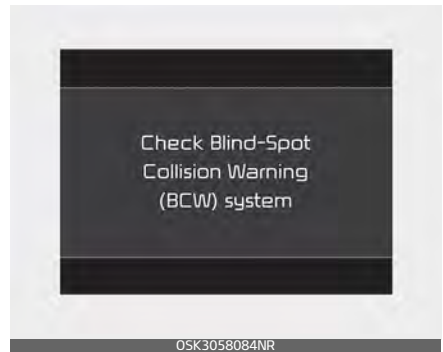 Check Blind-Spot
Collision Warning
(BCW) system
OSK3058084NR